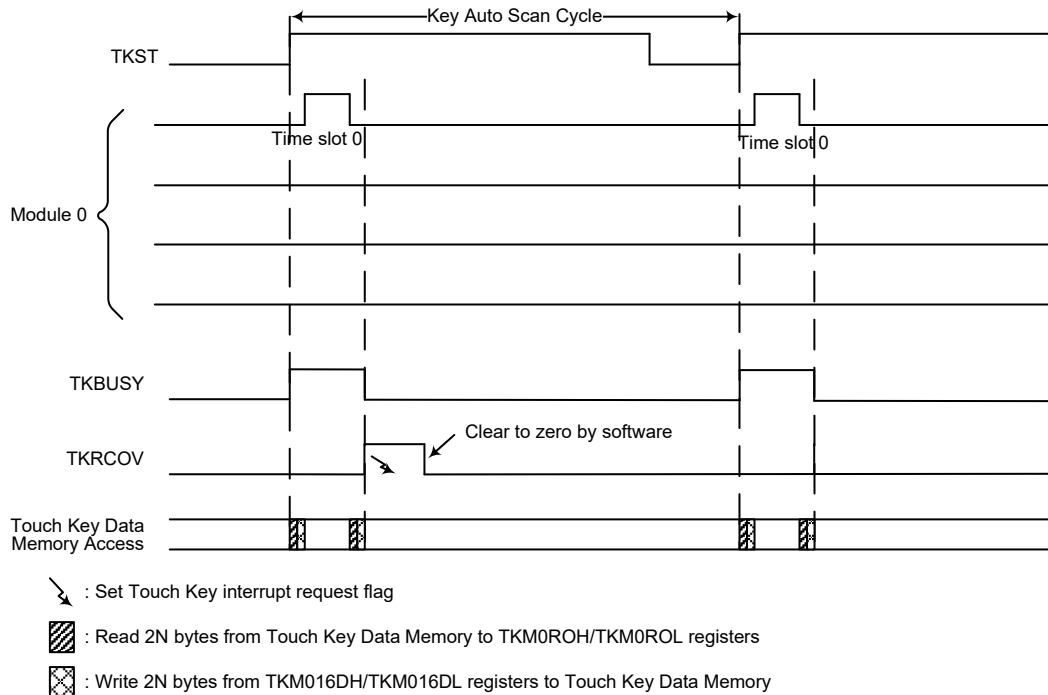 Key Auto Scan Cycle
TKST
Time slot 0
Time slot 0
Module 0
TKBUSY
Clear to zero by software
TKRCOV
Touch Key Data
Memory Access
: Set Touch Key interrupt request flag
: Read 2N bytes from Touch Key Data Memory to TKM0ROH/TKM0ROL registers
: Write 2N bytes from TKM016DH/TKM016DL registers to Touch Key Data Memory